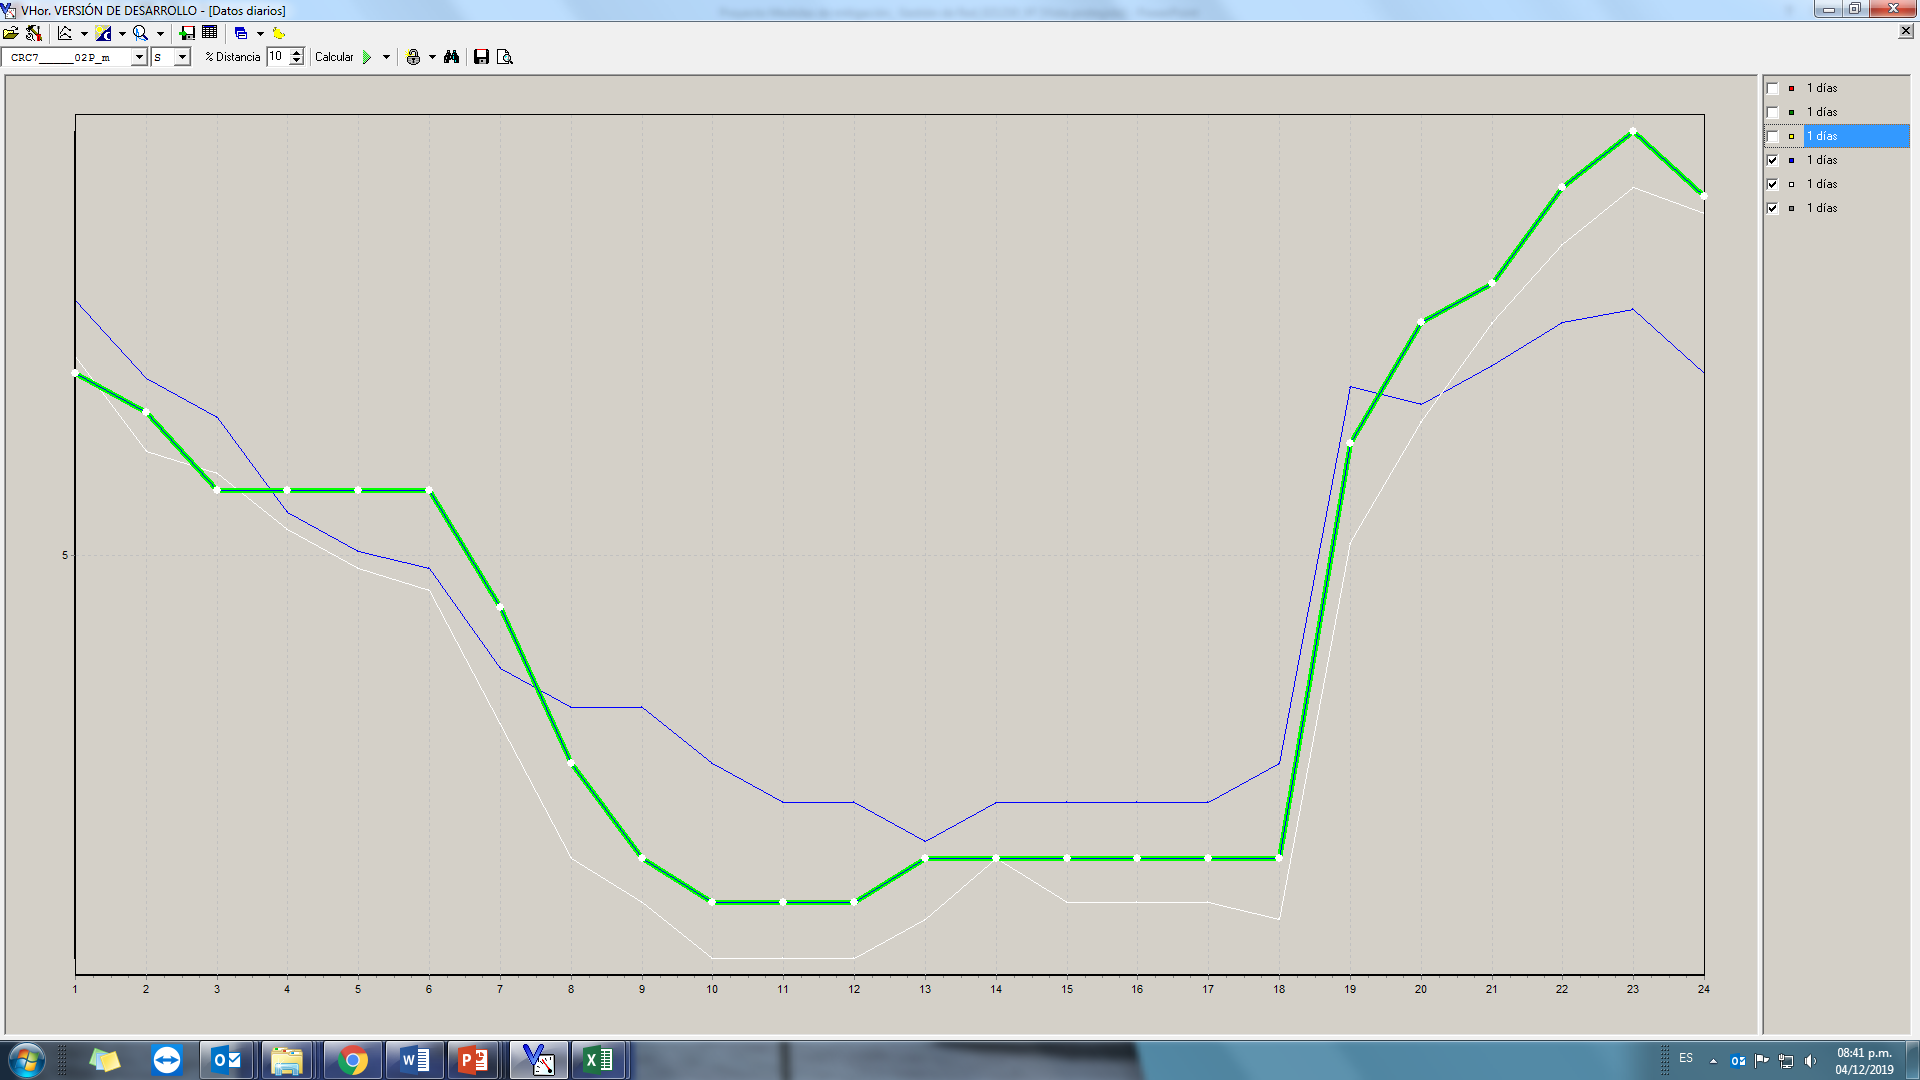 VHor. VERSIÓN DE DESARROLLO - [Datos diarios]
CRC7______02P_m S % Distancia 10 Calcular
1 días
1 días
1 días
1 días
1 días
1 días
5
1 2 3 4 5 6 7 8 9 10 11 12 13 14 15 16 17 18 19 20 21 22 23 24
ES
08:41 p.m.
04/12/2019